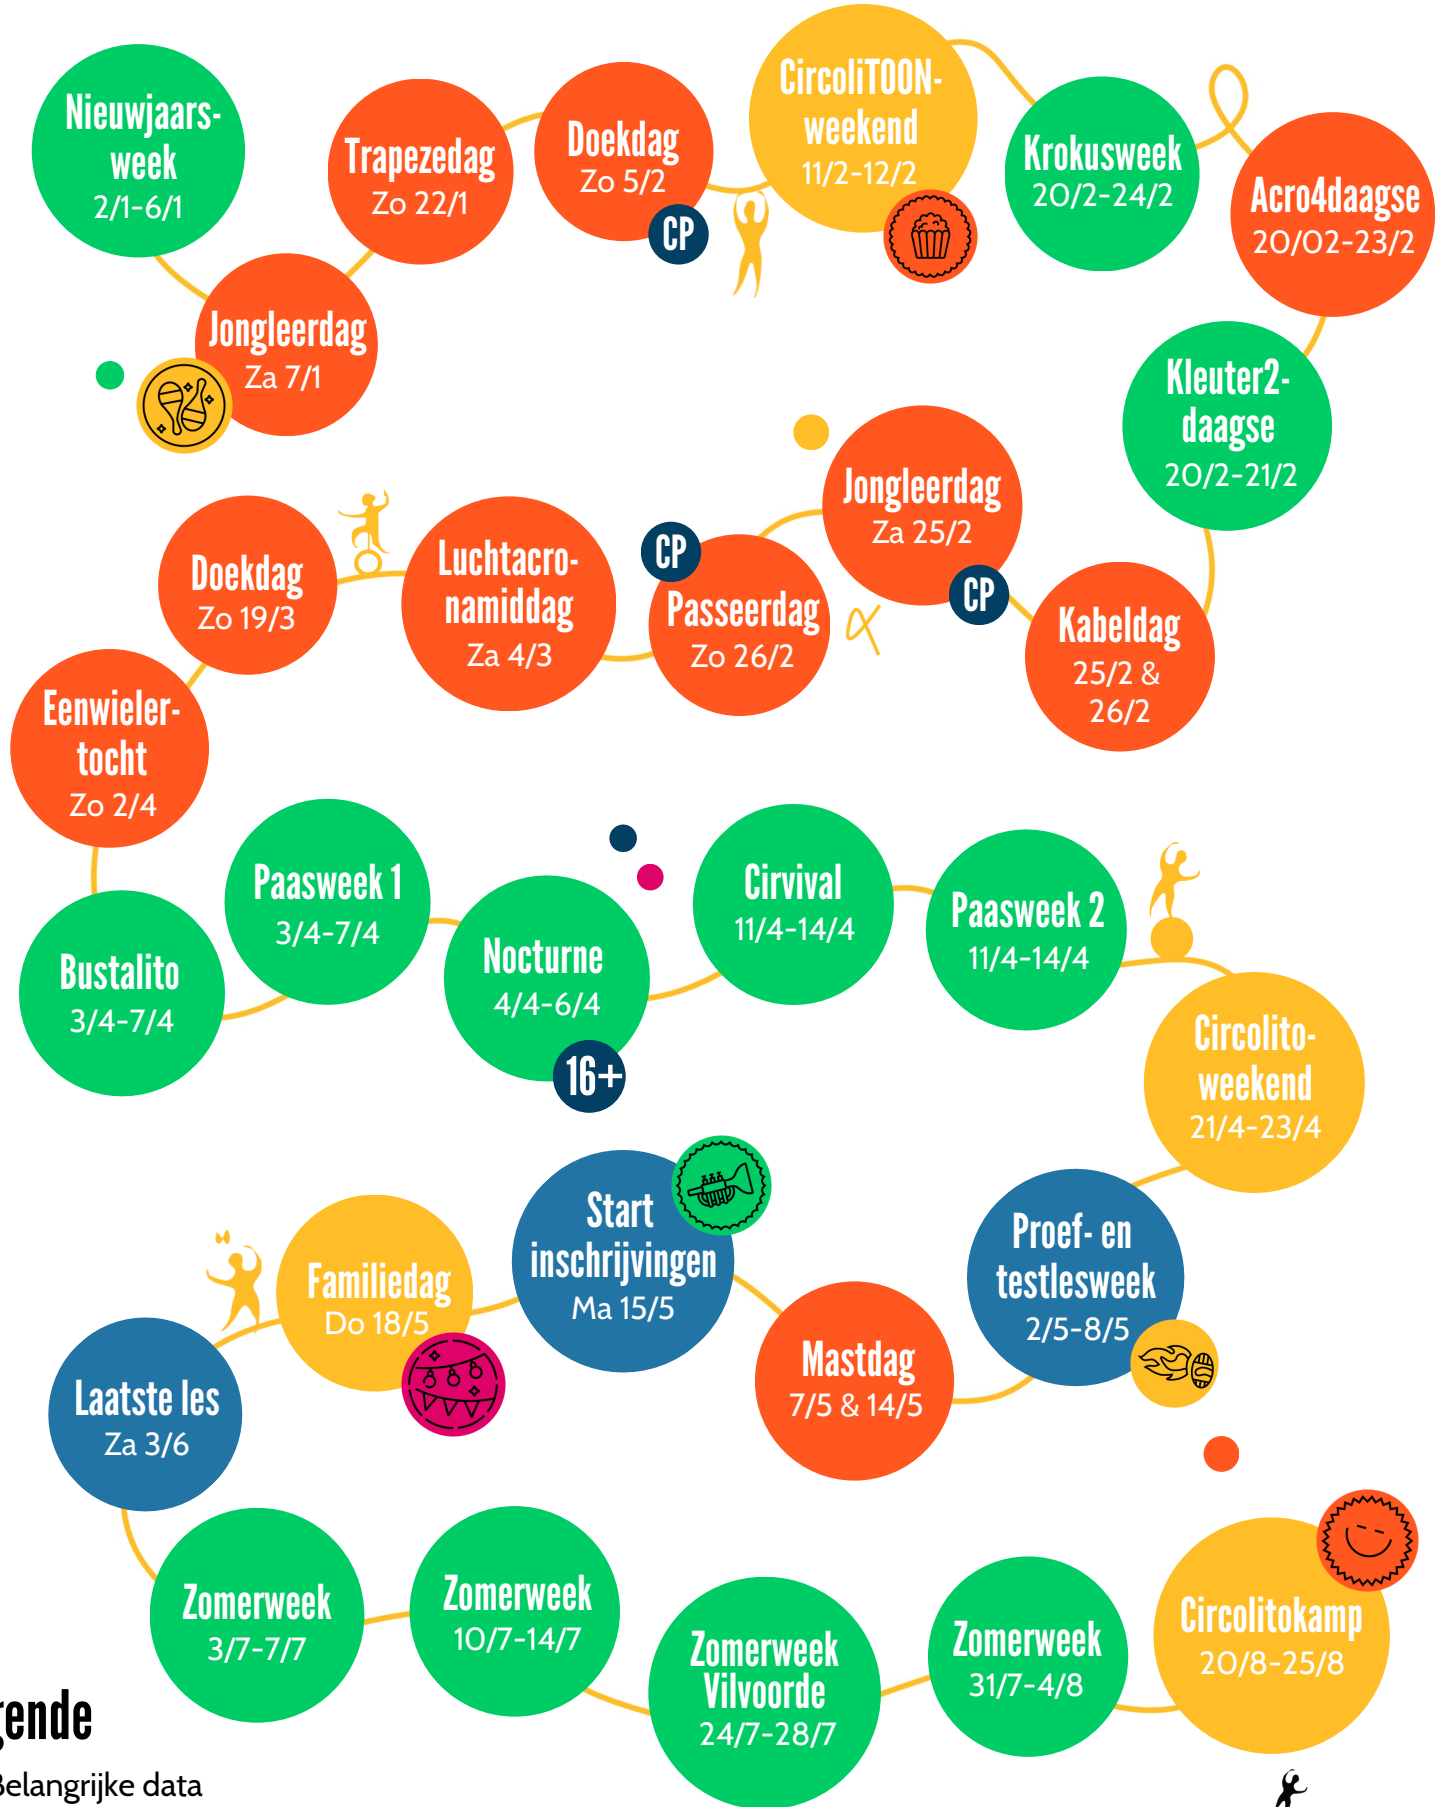 Nieuwjaars-
week
2/1-6/1
Jongleerdag
Za 7/1
Trapezedag
Zo 22/1
Doekdag
Zo 5/2
CP
CircoliTOON-
weekend
11/2-12/2
Krokusweek
20/2-24/2
Acro4daagse
20/02-23/2
Kleuter2-
daagse
20/2-21/2
Kabeldag
25/2 &
26/2
Jongleerdag
Za 25/2
CP
Passeerdag
Zo 26/2
CP
Luchtacro-
namiddag
Za 4/3
Doekdag
Zo 19/3
Eenwieler-
tocht
Zo 2/4
Bustalito
3/4-7/4
Paasweek 1
3/4-7/4
Nocturne
4/4-6/4
16+
Cirvival
11/4-14/4
Paasweek 2
11/4-14/4
Circolito-
weekend
21/4-23/4
Proef- en
testlesweek
2/5-8/5
Mastdag
7/5 & 14/5
Start
inschrijvingen
Ma 15/5
Familiedag
Do 18/5
Laatste les
Za 3/6
Zomerweek
3/7-7/7
Zomerweek
10/7-14/7
Zomerweek
Vilvoorde
24/7-28/7
Zomerweek
31/7-4/8
Circolitokamp
20/8-25/8
gende
Belangrijke data